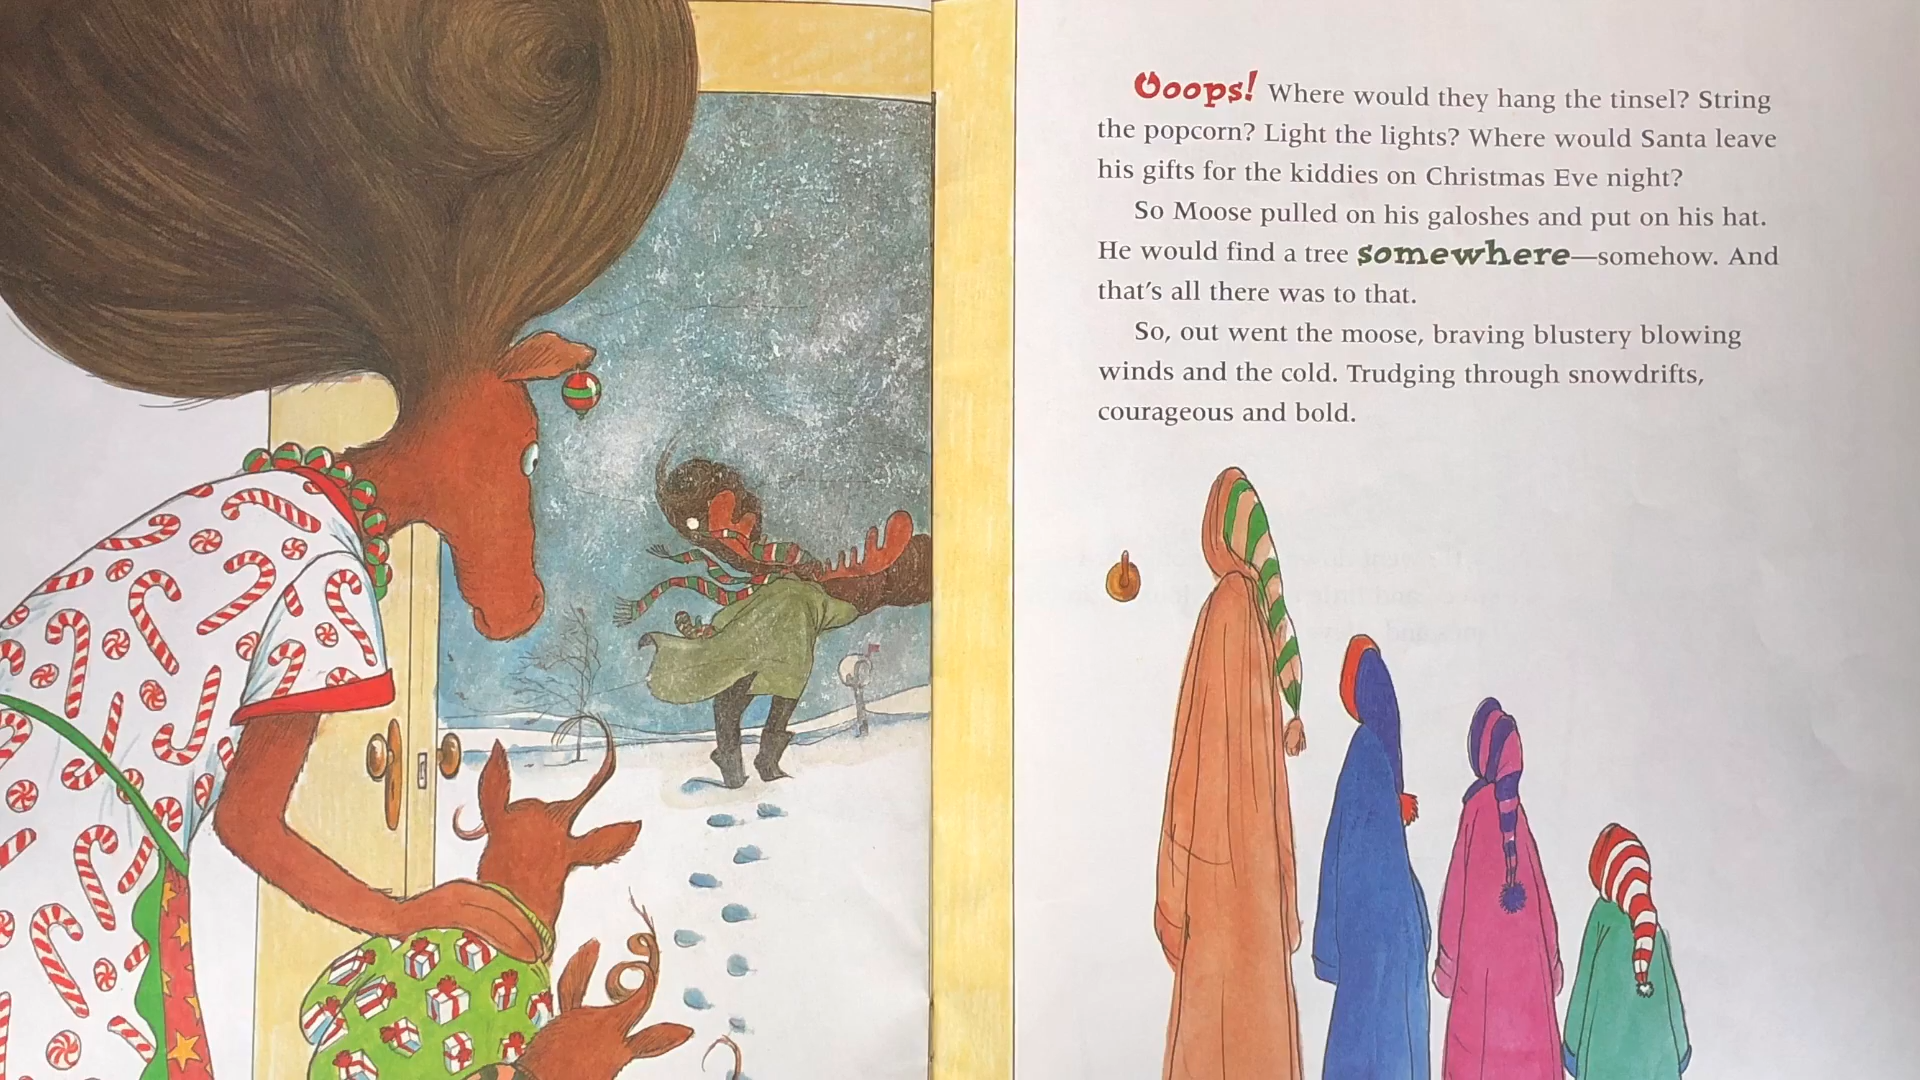 Ooops! Where would they hang the tinsel? String
the popcorn? Light the lights? Where would Santa leave
his gifts for the kiddies on Christmas Eve night?
So Moose pulled on his galoshes and put on his hat.
He would find a tree somewhere—somehow. And
that's all there was to that.
So, out went the moose, braving blustery blowing
winds and the cold. Trudging through snowdrifts,
courageous and bold.